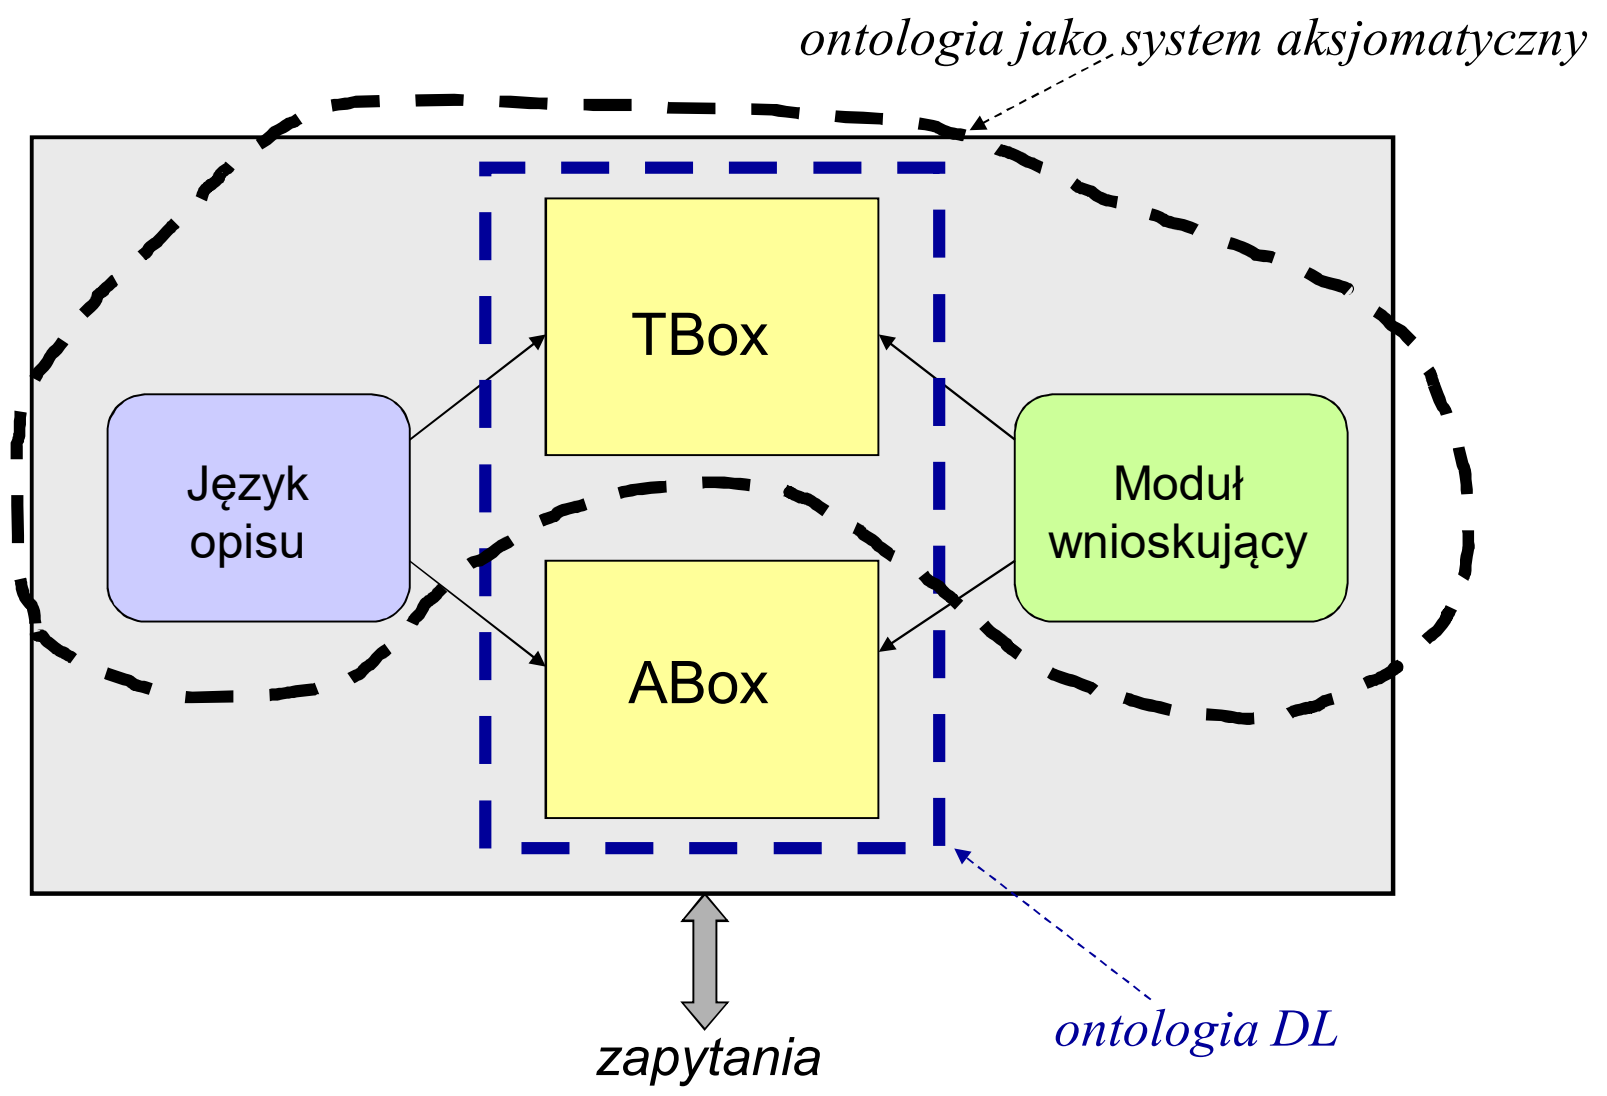 ontologia jako system aksjomatyczny
TBox
Język
opisu
Moduł
wnioskujący
ABox
ontologia DL
zapytania